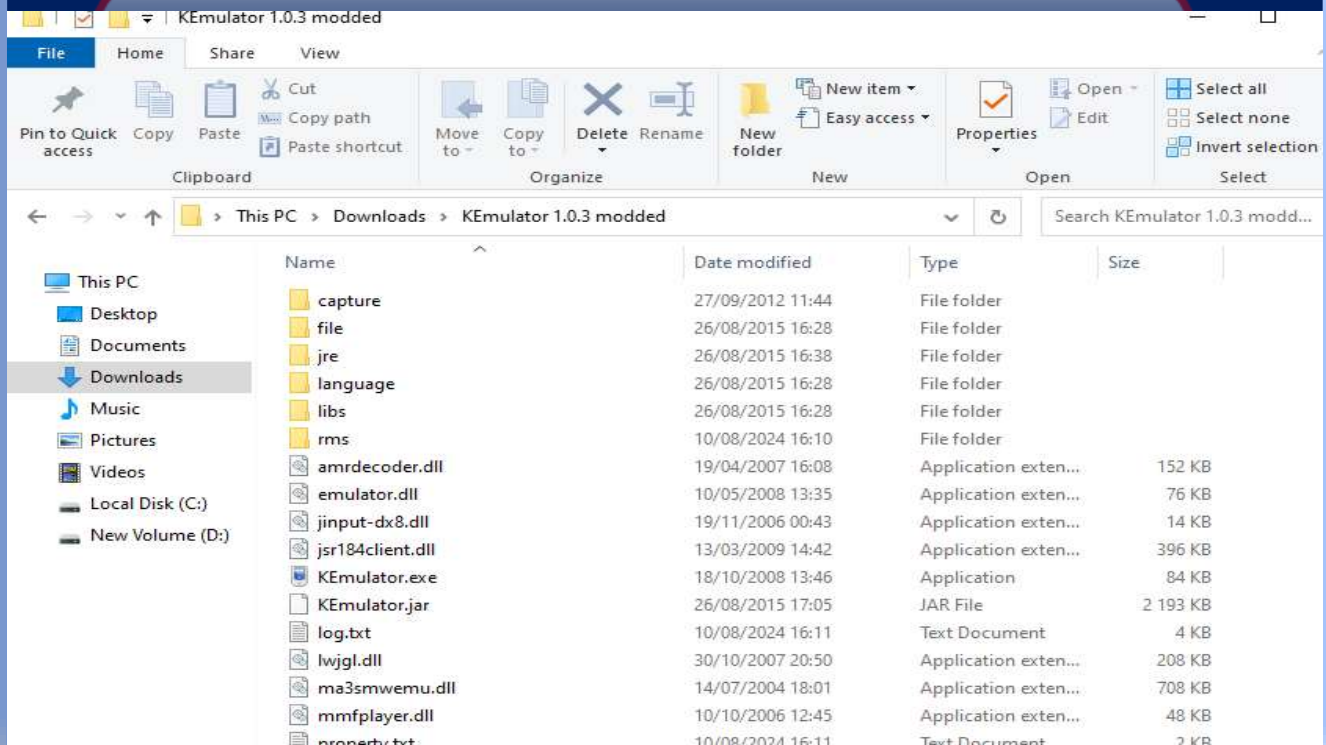 KEmulator 1.0.3 modded
File Home Share View
Pin to Quick access
Copy
Paste
Cut
Copy path
Paste shortcut
Move to
Copy to
Delete
Rename
New folder
New item
Easy access
Properties
Open
Edit
Select all
Select none
Invert selection
Clipboard Organize New Open Select
This PC > Downloads > KEmulator 1.0.3 modded
Search KEmulator 1.0.3 modd...
This PC
Desktop
Documents
Downloads
Music
Pictures
Videos
Local Disk (C:)
New Volume (D:)
Name Date modified Type Size
capture 27/09/2012 11:44 File folder
file 26/08/2015 16:28 File folder
jre 26/08/2015 16:38 File folder
language 26/08/2015 16:28 File folder
libs 26/08/2015 16:28 File folder
rms 10/08/2024 16:10 File folder
amrdecoder.dll 19/04/2007 16:08 Application exten... 152 KB
emulator.dll 10/05/2008 13:35 Application exten... 76 KB
jinput-dx8.dll 19/11/2006 00:43 Application exten... 14 KB
jsr184client.dll 13/03/2009 14:42 Application exten... 396 KB
KEmulator.exe 18/10/2008 13:46 Application 84 KB
KEmulator.jar 26/08/2015 17:05 JAR File 2 193 KB
log.txt 10/08/2024 16:11 Text Document 4 KB
lwjgl.dll 30/10/2007 20:50 Application exten... 208 KB
ma3smwemu.dll 14/07/2004 18:01 Application exten... 708 KB
mmfplayer.dll 10/10/2006 12:45 Application exten... 48 KB
property.txt 10/08/2024 16:11 Text Document 2 KB